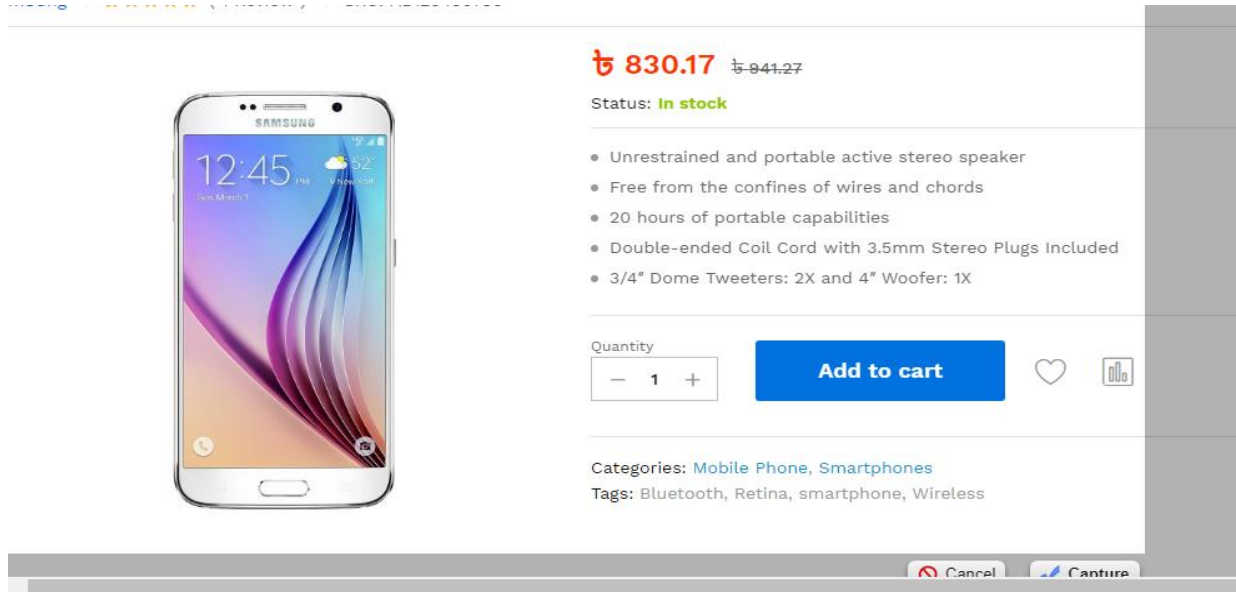 ৳ 830.17 ৳ 941.27
Status: In stock
SAMSUNG
12:45 PM 52°
• Unrestrained and portable active stereo speaker
• Free from the confines of wires and chords
• 20 hours of portable capabilities
• Double-ended Coil Cord with 3.5mm Stereo Plugs Included
• 3/4″ Dome Tweeters: 2X and 4″ Woofer: 1X
Quantity
− 1 +
Add to cart
Categories: Mobile Phone, Smartphones
Tags: Bluetooth, Retina, smartphone, Wireless
Cancel Capture